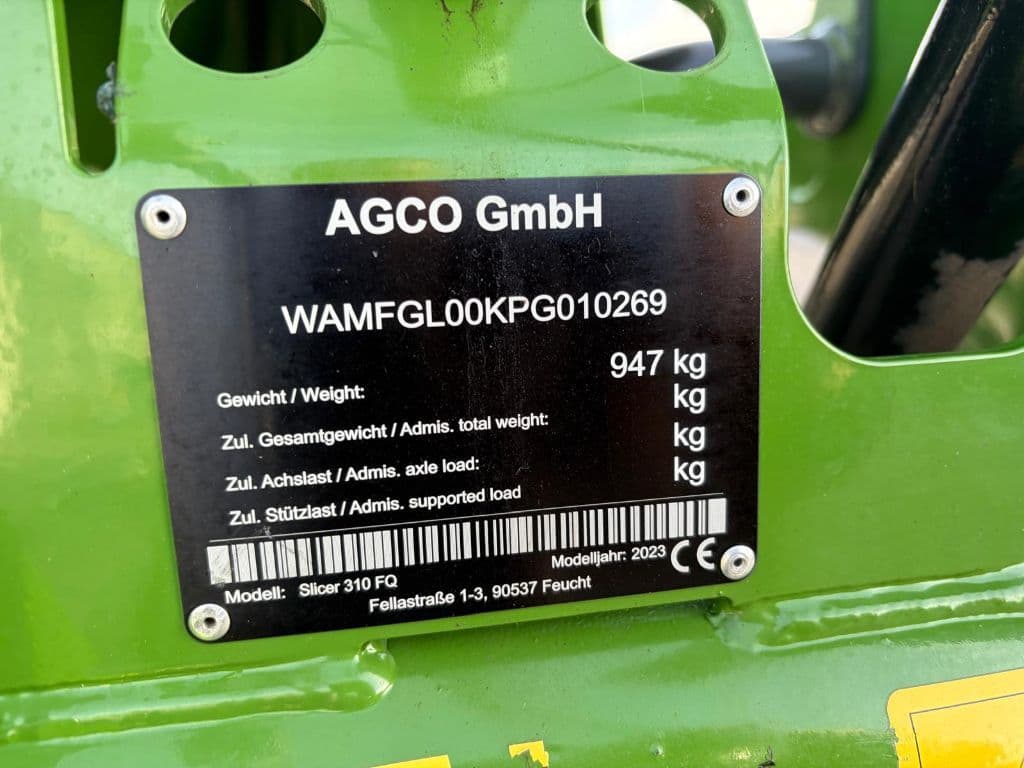 AGCO GmbH
WAMFGL00KPG010269
Gewicht / Weight: 947 kg
Zul. Gesamtgewicht / Admis. total weight: kg
Zul. Achslast / Admis. axle load: kg
Zul. Stützlast / Admis. supported load kg
Modell: Slicer 310 FQ Modelljahr: 2023 CE
Fellastraße 1-3, 90537 Feucht